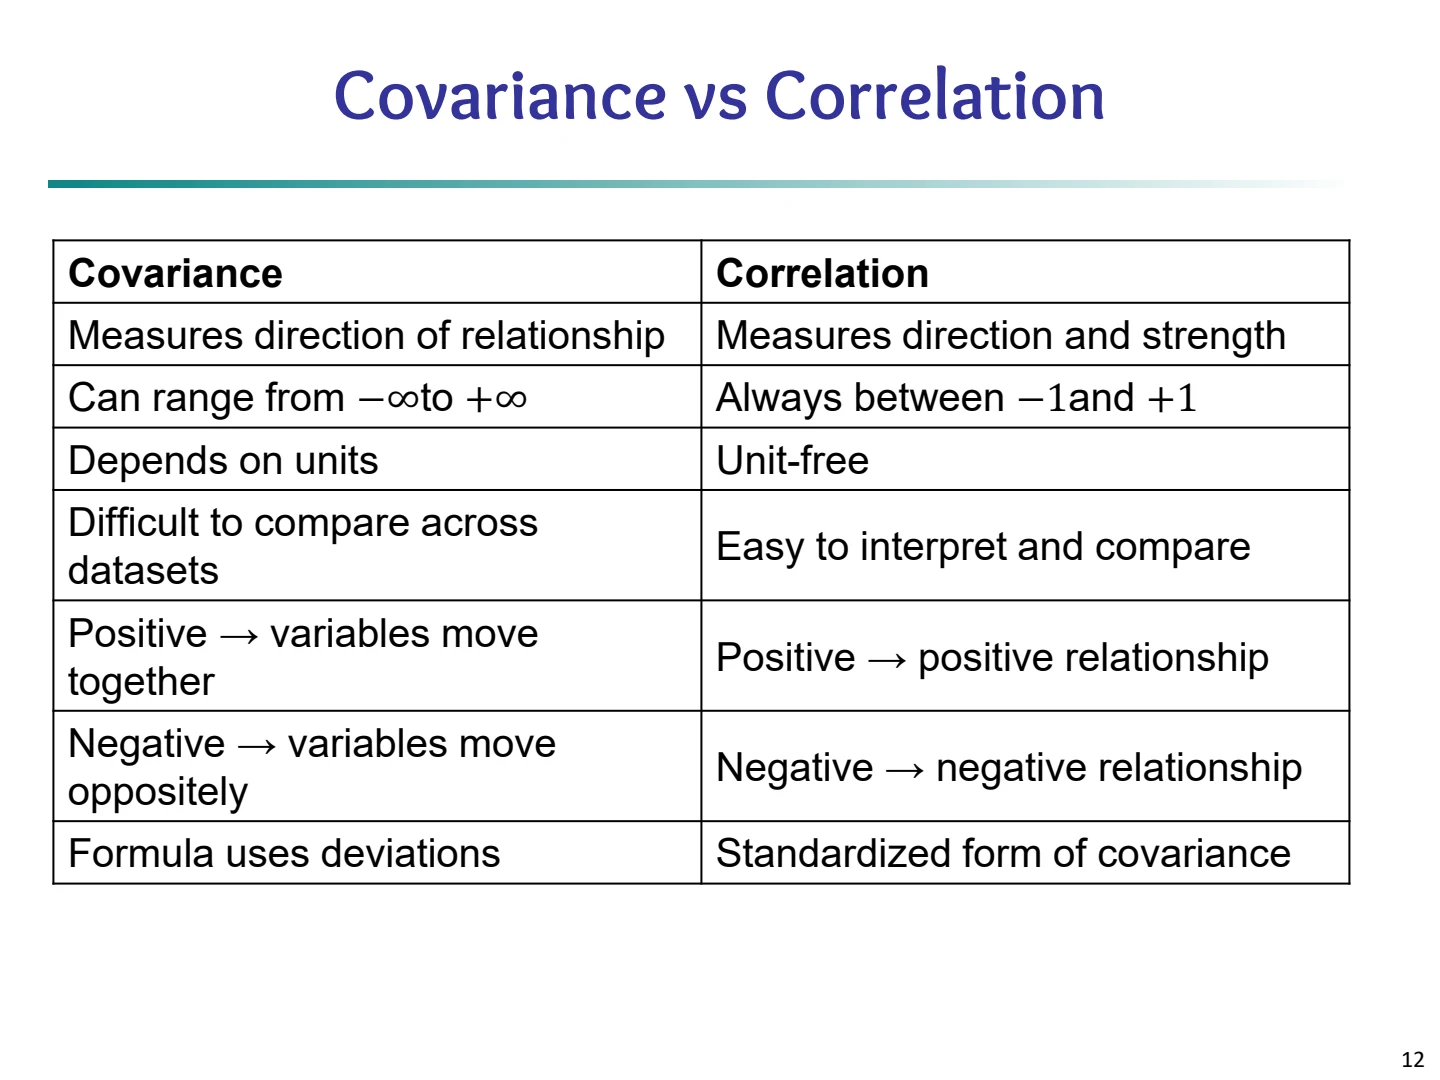 Covariance vs Correlation
Covariance
Correlation
Measures direction of relationship
Measures direction and strength
Can range from −∞to +∞
Always between −1and +1
Depends on units
Unit-free
Difficult to compare across
datasets
Easy to interpret and compare
Positive → variables move
together
Positive → positive relationship
Negative → variables move
oppositely
Negative → negative relationship
Formula uses deviations
Standardized form of covariance
12